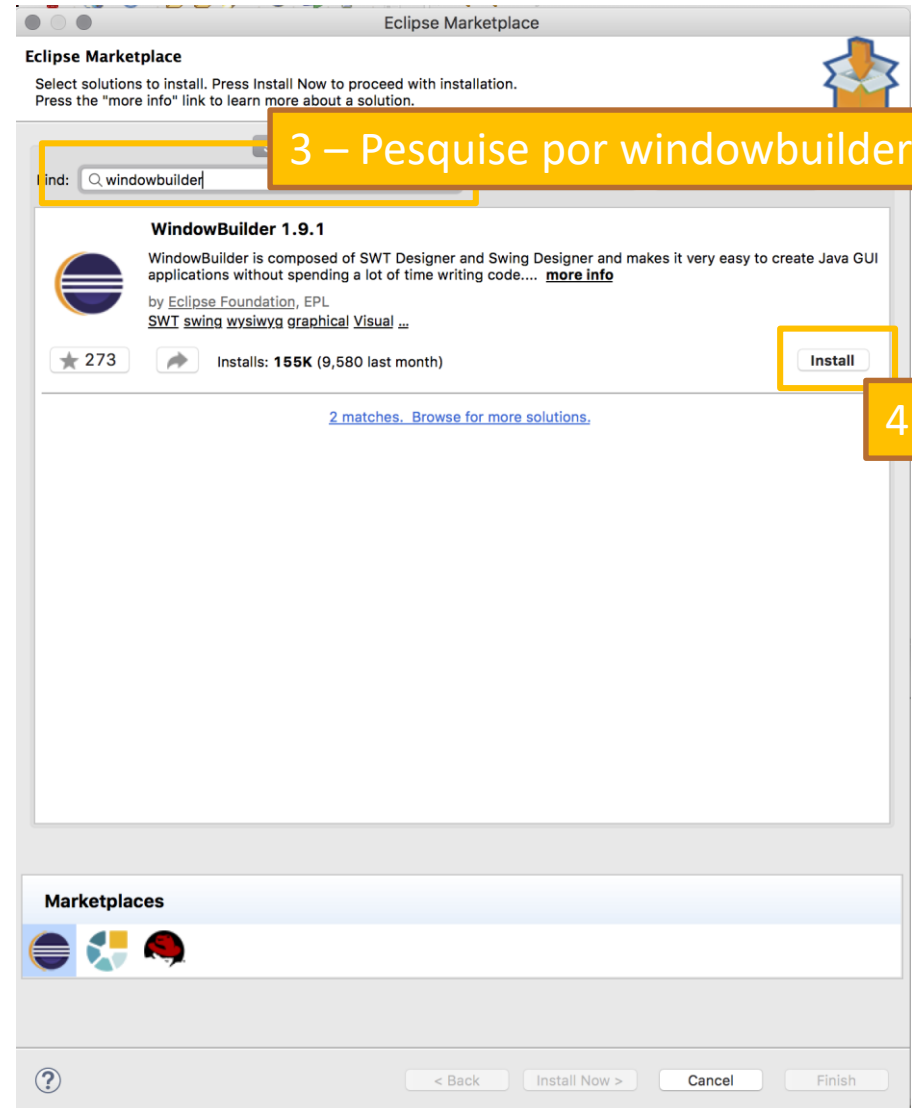 Eclipse Marketplace
Eclipse Marketplace
Select solutions to install. Press Install Now to proceed with installation.
Press the "more info" link to learn more about a solution.
3 – Pesquise por windowbuilder
Find: windowbuilder
WindowBuilder 1.9.1
WindowBuilder is composed of SWT Designer and Swing Designer and makes it very easy to create Java GUI
applications without spending a lot of time writing code.... more info
by Eclipse Foundation, EPL
SWT swing wysiwyg graphical Visual ...
273 Installs: 155K (9,580 last month) Install
4
2 matches. Browse for more solutions.
Marketplaces
? < Back Install Now > Cancel Finish